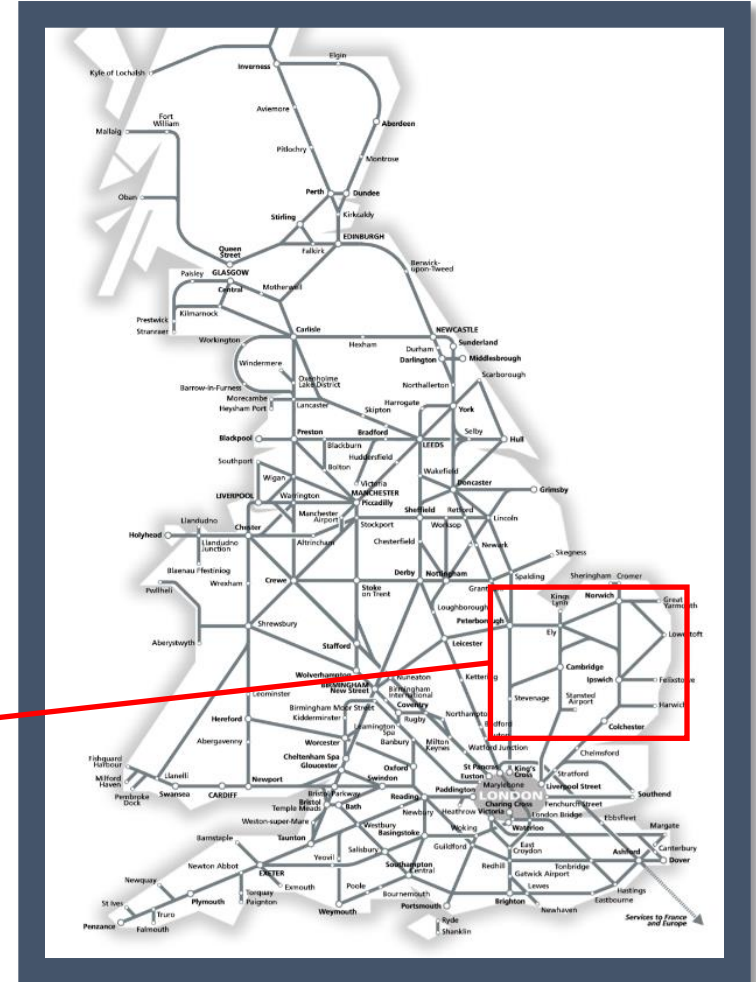 Elgin
Inverness
Kyle of Lochalsh
Aviemore
Fort
William
Aberdeen
Mallaig
Pitlochry
Montrose
Perth
Dundee
Oban
Stirling
Kirkcaldy
EDINBURGH
Queen
Street
Falkirk
Berwick-
upon-Tweed
Paisley
GLASGOW
Central
Motherwell
Prestwick
Kilmarnock
Stranraer
Carlisle
NEWCASTLE
Workington
Hexham
Sunderland
Durham
Darlington
Middlesbrough
Windermere
Scarborough
Oxenholme
Lake District
Barrow-in-Furness
Northallerton
Morecambe
Lancaster
Harrogate
Heysham Port
Skipton
York
Preston
Bradford
Selby
Blackpool
Blackburn
LEEDS
Hull
Huddersfield
Southport
Bolton
Wakefield
Wigan
Victoria
Doncaster
MANCHESTER
Grimsby
LIVERPOOL
Warrington
Piccadilly
Manchester
Airport
Sheffield
Retford
Llandudno
Lincoln
Chester
Stockport
Worksop
Holyhead
Llandudno
Junction
Altrincham
Chesterfield
Newark
Skegness
Blaenau Ffestiniog
Derby
Nottingham
Spalding
Sheringham
Cromer
Pwllheli
Wrexham
Crewe
Stoke
on Trent
Grant
Kings
Lynn
Norwich
Great
Yarmouth
Loughborough
Peterborough
Shrewsbury
Ely
Lowestoft
Aberystwyth
Stafford
Leicester
Wolverhampton
Nuneaton
Cambridge
BIRMINGHAM
New Street
Birmingham
International
Kettering
Ipswich
Felixstowe
Leominster
Stevenage
Stansted
Airport
Birmingham Moor Street
Coventry
Harwich
Hereford
Kidderminster
Rugby
Northampton
Bedford
Leamington
Spa
Colchester
Abergavenny
Worcester
Banbury
Milton
Keynes
Luton
Watford Junction
Chelmsford
Fishguard
Harbour
Cheltenham Spa
Gloucester
Oxford
St Pancras
King's
Cross
Euston
Stratford
Llanelli
Newport
Swindon
Marylebone
Liverpool Street
Milford
Haven
Bristol Parkway
Paddington
LONDON
Southend
Pembroke
Dock
Swansea
CARDIFF
Bristol
Temple Meads
Bath
Reading
Charing Cross
Fenchurch Street
Newbury
Heathrow
Victoria
London Bridge
Ebbsfleet
Weston-super-Mare
Westbury
Waterloo
Margate
Barnstaple
Taunton
Basingstoke
Woking
East
Croydon
Canterbury
Salisbury
Guildford
Ashford
Yeovil
Newton Abbot
Southampton
Central
Redhill
Tonbridge
Dover
EXETER
Gatwick Airport
Newquay
Exmouth
Poole
Lewes
Hastings
Torquay
Bournemouth
Eastbourne
St Ives
Plymouth
Paignton
Portsmouth
Brighton
Newhaven
Truro
Weymouth
Services to France
and Europe
Penzance
Falmouth
Ryde
Shanklin